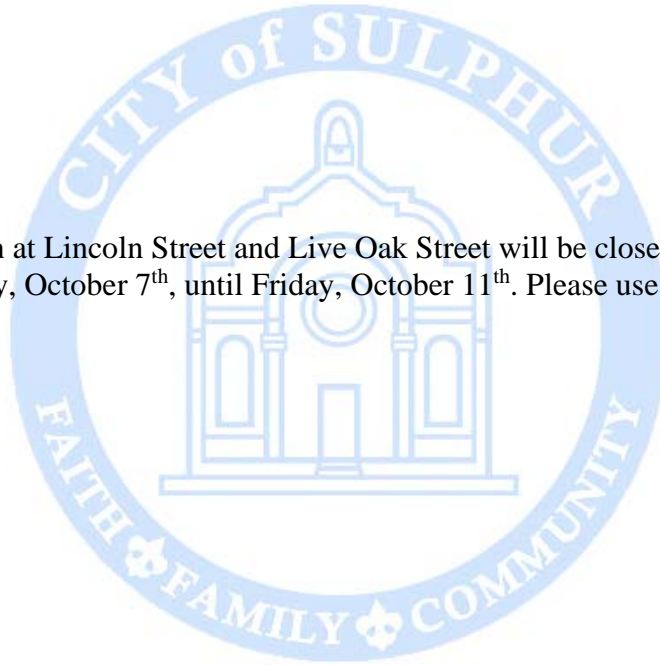 CITY of SULPHUR
at Lincoln Street and Live Oak Street will be close
October 7th, until Friday, October 11th. Please use
FAITH FAMILY COMMUNITY